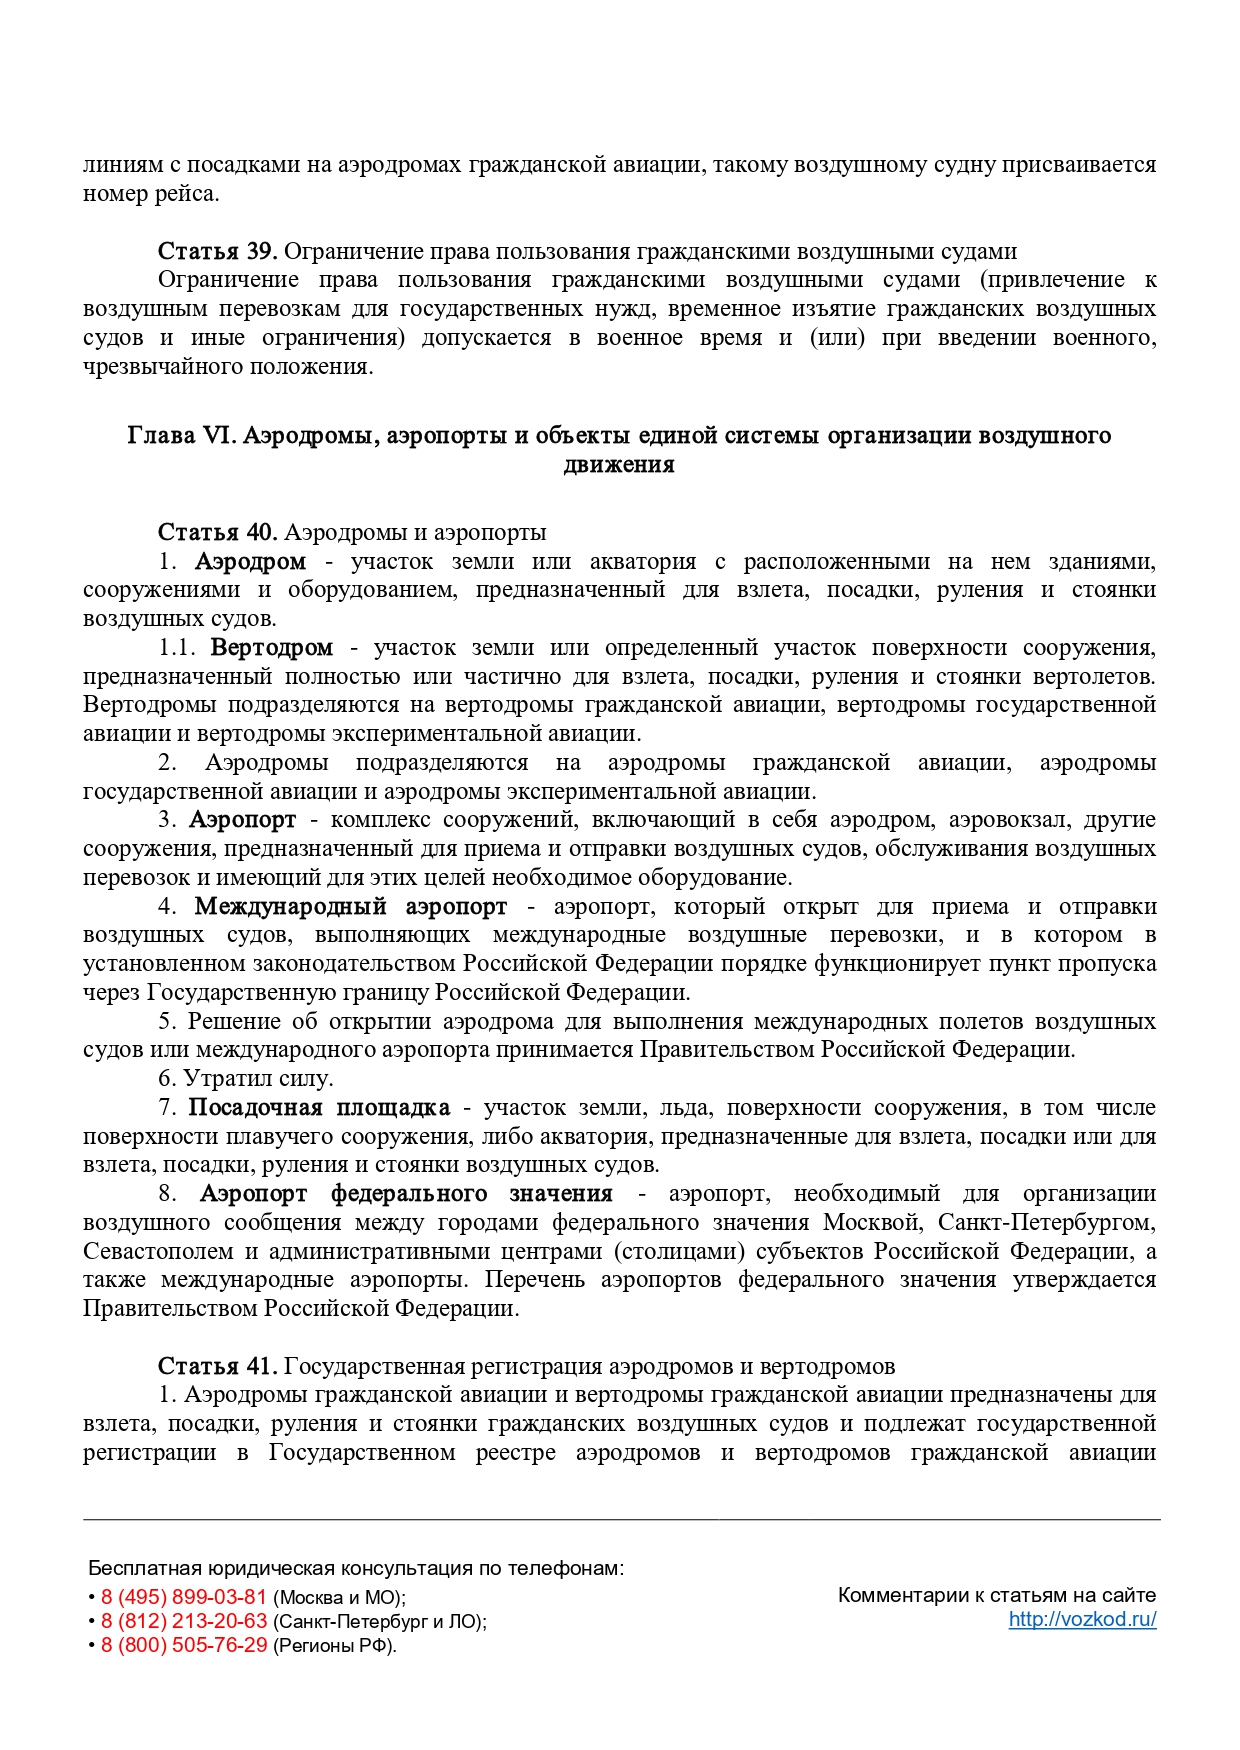 линиям с посадками на аэродромах гражданской авиации, такому воздушному судну присваивается
номер рейса.
Статья 39. Ограничение права пользования гражданскими воздушными судами
Ограничение права пользования гражданскими воздушными судами (привлечение к
воздушным перевозкам для государственных нужд, временное изъятие гражданских воздушных
судов и иные ограничения) допускается в военное время и (или) при введении военного,
чрезвычайного положения.
Глава VI. Аэродромы, аэропорты и объекты единой системы организации воздушного
движения
Статья 40. Аэродромы и аэропорты
1. Аэродром - участок земли или акватория с расположенными на нем зданиями,
сооружениями и оборудованием, предназначенный для взлета, посадки, руления и стоянки
воздушных судов.
1.1. Вертодром - участок земли или определенный участок поверхности сооружения,
предназначенный полностью или частично для взлета, посадки, руления и стоянки вертолетов.
Вертодромы подразделяются на вертодромы гражданской авиации, вертодромы государственной
авиации и вертодромы экспериментальной авиации.
2. Аэродромы подразделяются на аэродромы гражданской авиации, аэродромы
государственной авиации и аэродромы экспериментальной авиации.
3. Аэропорт - комплекс сооружений, включающий в себя аэродром, аэровокзал, другие
сооружения, предназначенный для приема и отправки воздушных судов, обслуживания воздушных
перевозок и имеющий для этих целей необходимое оборудование.
4. Международный аэропорт - аэропорт, который открыт для приема и отправки
воздушных судов, выполняющих международные воздушные перевозки, и в котором в
установленном законодательством Российской Федерации порядке функционирует пункт пропуска
через Государственную границу Российской Федерации.
5. Решение об открытии аэродрома для выполнения международных полетов воздушных
судов или международного аэропорта принимается Правительством Российской Федерации.
6. Утратил силу.
7. Посадочная площадка - участок земли, льда, поверхности сооружения, в том числе
поверхности плавучего сооружения, либо акватория, предназначенные для взлета, посадки или для
взлета, посадки, руления и стоянки воздушных судов.
8. Аэропорт федерального значения - аэропорт, необходимый для организации
воздушного сообщения между городами федерального значения Москвой, Санкт-Петербургом,
Севастополем и административными центрами (столицами) субъектов Российской Федерации, а
также международные аэропорты. Перечень аэропортов федерального значения утверждается
Правительством Российской Федерации.
Статья 41. Государственная регистрация аэродромов и вертодромов
1. Аэродромы гражданской авиации и вертодромы гражданской авиации предназначены для
взлета, посадки, руления и стоянки гражданских воздушных судов и подлежат государственной
регистрации в Государственном реестре аэродромов и вертодромов гражданской авиации
Бесплатная юридическая консультация по телефонам:
• 8 (495) 899-03-81 (Москва и МО);
• 8 (812) 213-20-63 (Санкт-Петербург и ЛО);
• 8 (800) 505-76-29 (Регионы РФ).
Комментарии к статьям на сайте
http://vozkod.ru/